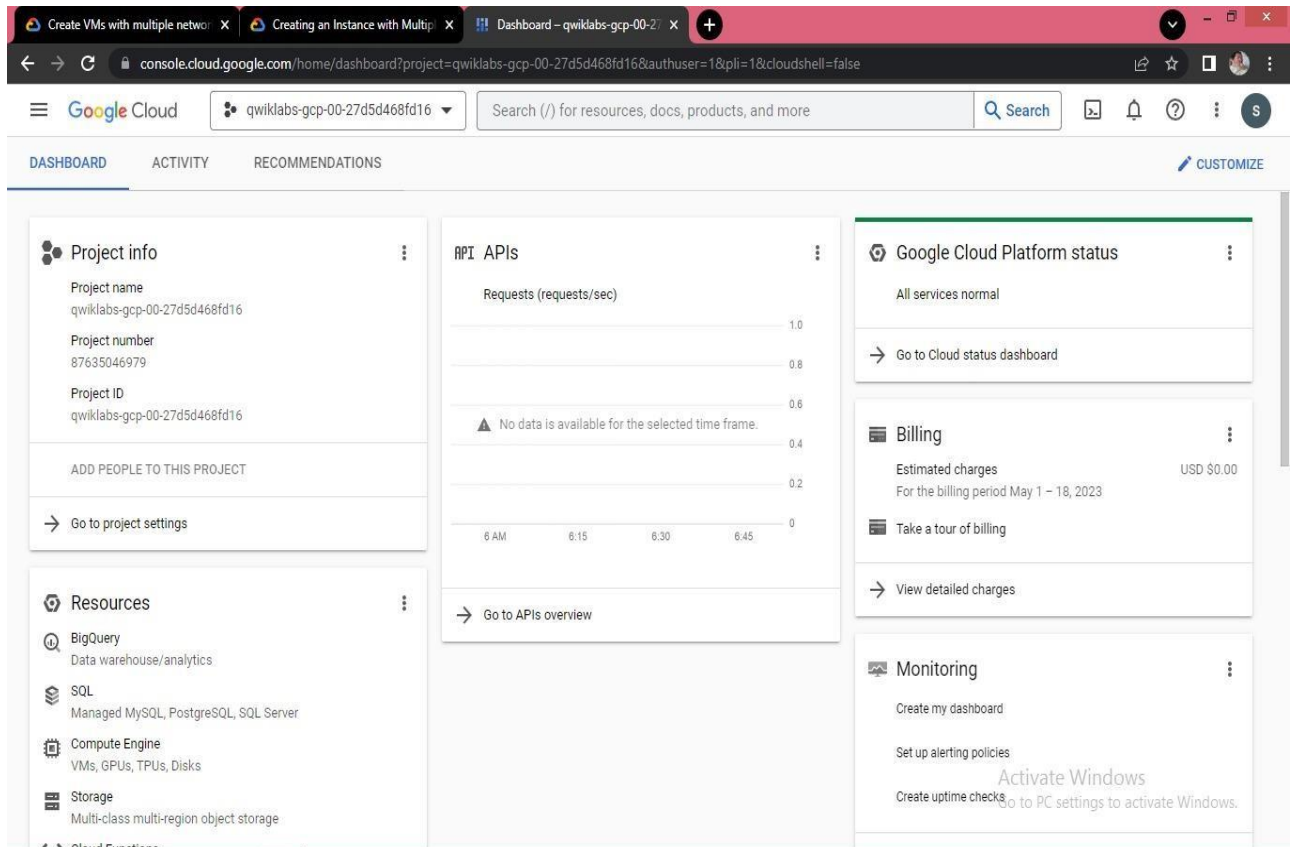 Create VMs with multiple networ
Creating an Instance with Multip
Dashboard – qwiklabs-gcp-00-27
console.cloud.google.com/home/dashboard?project=qwiklabs-gcp-00-27d5d468fd16&authuser=1&pli=1&cloudshell=false
Google Cloud
qwiklabs-gcp-00-27d5d468fd16
Search (/) for resources, docs, products, and more
Search
S
DASHBOARD
ACTIVITY
RECOMMENDATIONS
CUSTOMIZE
Project info
Project name
qwiklabs-gcp-00-27d5d468fd16
Project number
87635046979
Project ID
qwiklabs-gcp-00-27d5d468fd16
ADD PEOPLE TO THIS PROJECT
Go to project settings
Resources
BigQuery
Data warehouse/analytics
SQL
Managed MySQL, PostgreSQL, SQL Server
Compute Engine
VMs, GPUs, TPUs, Disks
Storage
Multi-class multi-region object storage
Cloud Functions
API APIs
Requests (requests/sec)
1.0
0.8
0.6
No data is available for the selected time frame.
0.4
0.2
0
6 AM 6:15 6:30 6:45
Go to APIs overview
Google Cloud Platform status
All services normal
Go to Cloud status dashboard
Billing
Estimated charges USD $0.00
For the billing period May 1 – 18, 2023
Take a tour of billing
View detailed charges
Monitoring
Create my dashboard
Set up alerting policies
Create uptime checks
Activate Windows
Go to PC settings to activate Windows.